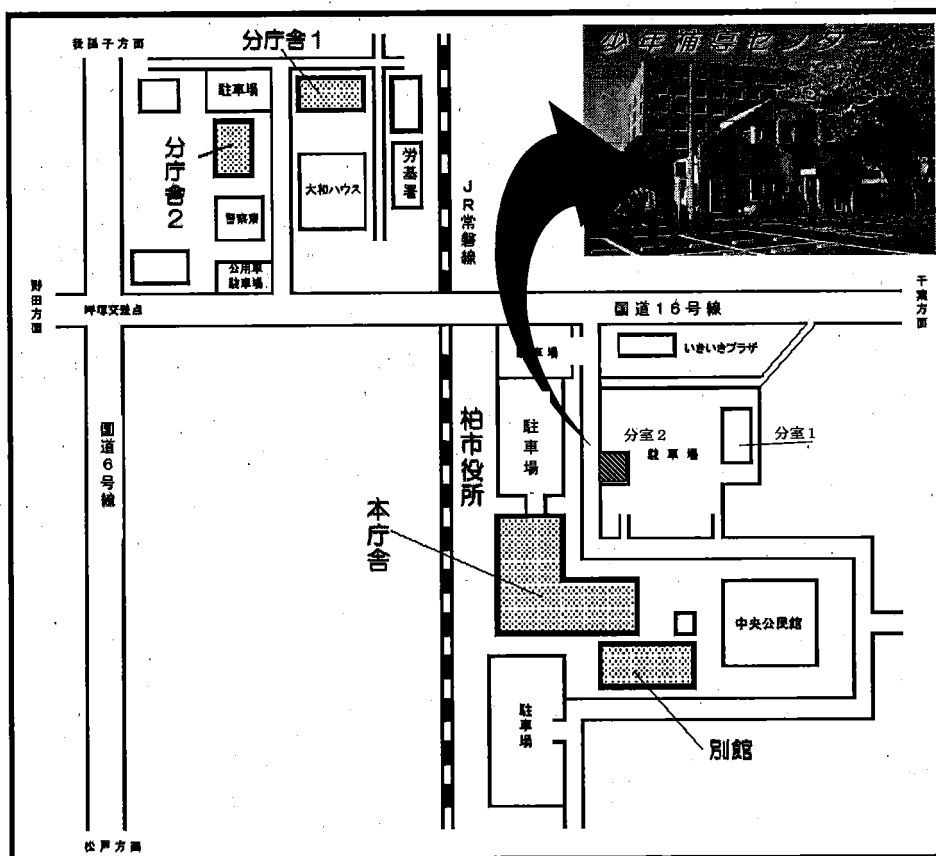 我孫子方面
分庁舎1
少年補導センター
駐車場
分庁舎2
大和ハウス
労基署
JR常磐線
警察署
公用車
駐車場
野田方面
呼塚交差点
国道16号線
千葉方面
駐車場
いきいきプラザ
国道6号線
柏市役所
駐車場
分室2
駐車場
分室1
本庁舎
中央公民館
駐車場
別館
松戸方面